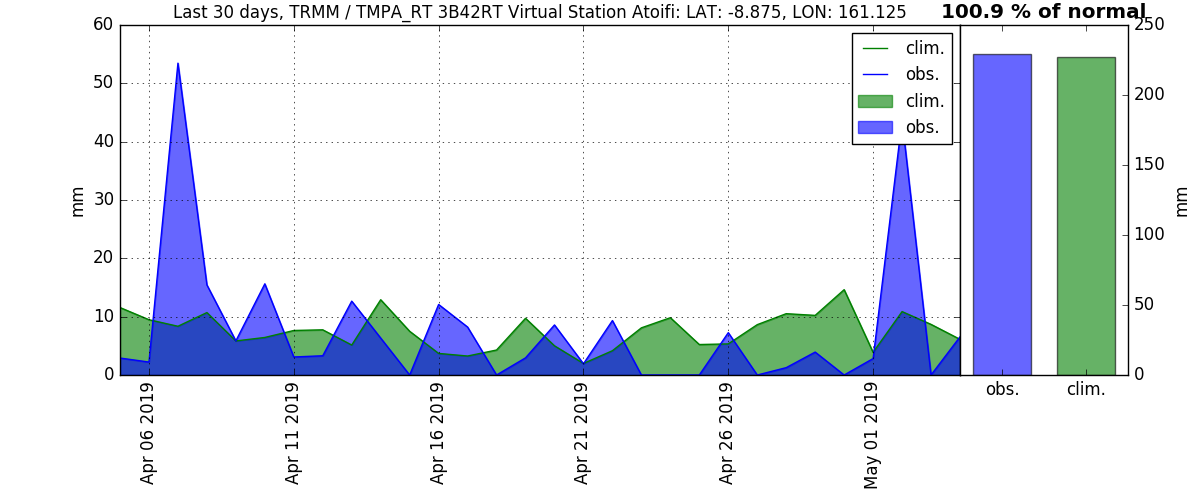 Last 30 days, TRMM / TMPA_RT 3B42RT Virtual Station Atoifi: LAT: -8.875, LON: 161.125
100.9 % of normal
60
50
40
30
20
10
0
mm
clim.
obs.
clim.
obs.
Apr 06 2019
Apr 11 2019
Apr 16 2019
Apr 21 2019
Apr 26 2019
May 01 2019
250
200
150
100
50
0
mm
obs.
clim.